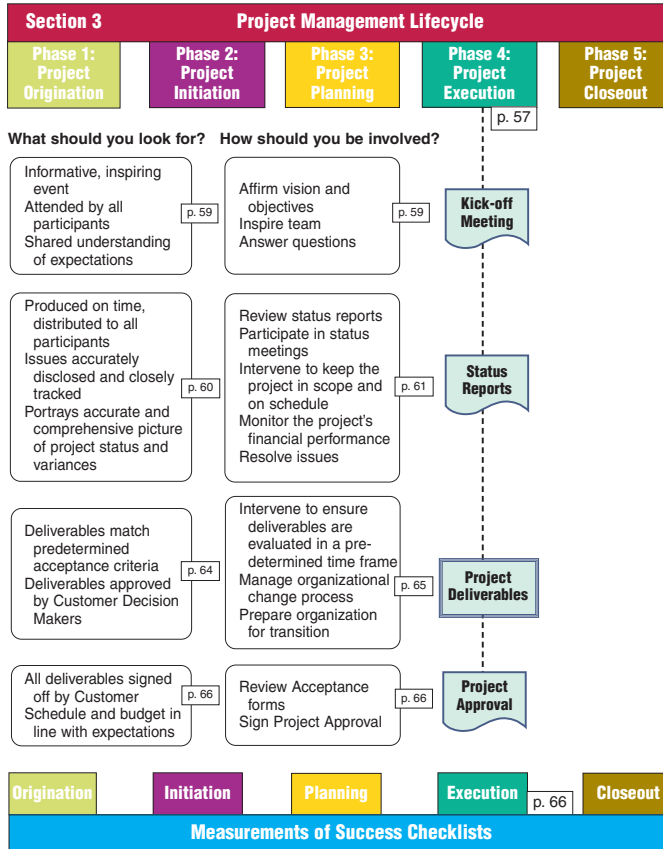 Section 3 Project Management Lifecycle
Phase 1:
Project
Origination
Phase 2:
Project
Initiation
Phase 3:
Project
Planning
Phase 4:
Project
Execution
Phase 5:
Project
Closeout
p. 57
What should you look for? How should you be involved?
Informative, inspiring
event
Attended by all
participants
Shared understanding
of expectations
p. 59
Affirm vision and
objectives
Inspire team
Answer questions
p. 59
Kick-off
Meeting
Produced on time,
distributed to all
participants
Issues accurately
disclosed and closely
tracked
Portrays accurate and
comprehensive picture
of project status and
variances
p. 60
Review status reports
Participate in status
meetings
Intervene to keep the
project in scope and
on schedule
Monitor the project's
financial performance
Resolve issues
p. 61
Status
Reports
Deliverables match
predetermined
acceptance criteria
Deliverables approved
by Customer Decision
Makers
p. 64
Intervene to ensure
deliverables are
evaluated in a pre-
determined time frame
Manage organizational
change process
Prepare organization
for transition
p. 65
Project
Deliverables
All deliverables signed
off by Customer
Schedule and budget in
line with expectations
p. 66
Review Acceptance
forms
Sign Project Approval
p. 66
Project
Approval
Origination
Initiation
Planning
Execution
p. 66
Closeout
Measurements of Success Checklists